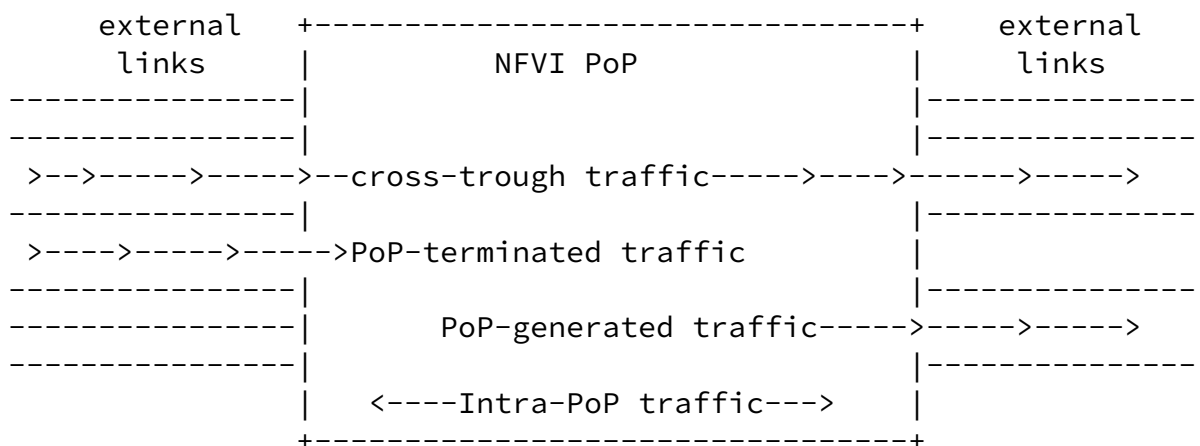 external +---------------------------------+ external
links | NFVI PoP | links
----------------| |---------------
----------------| |---------------
>-->----->----->--cross-trough traffic----->---->------>----->
----------------| |---------------
>---->----->----->PoP-terminated traffic |
----------------| |---------------
----------------| PoP-generated traffic----->----->----->
----------------| |---------------
| <----Intra-PoP traffic---> |
+---------------------------------+